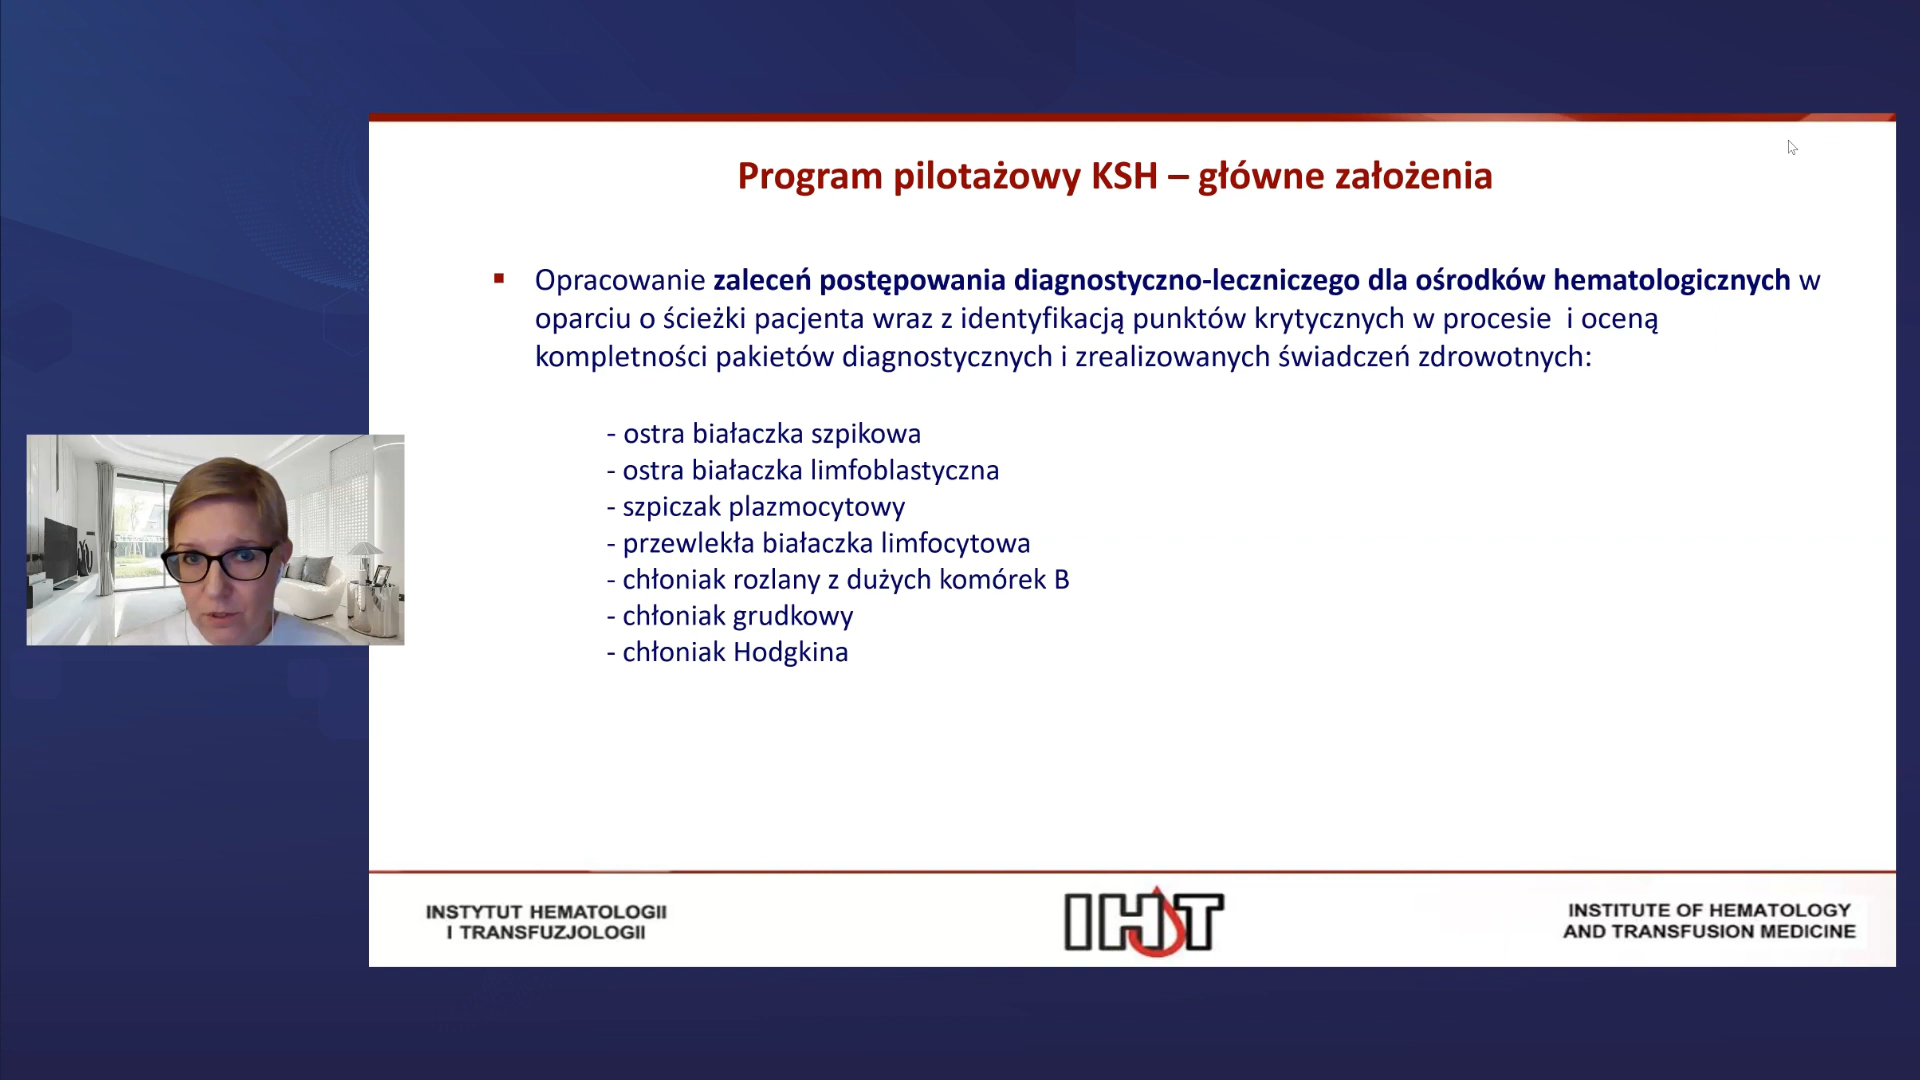 Program pilotażowy KSH – główne założenia
▪ Opracowanie zaleceń postępowania diagnostyczno-leczniczego dla ośrodków hematologicznych w
oparciu o ścieżki pacjenta wraz z identyfikacją punktów krytycznych w procesie  i oceną
kompletności pakietów diagnostycznych i zrealizowanych świadczeń zdrowotnych:
- ostra białaczka szpikowa
- ostra białaczka limfoblastyczna
- szpiczak plazmocytowy
- przewlekła białaczka limfocytowa
- chłoniak rozlany z dużych komórek B
- chłoniak grudkowy
- chłoniak Hodgkina
INSTYTUT HEMATOLOGII
I TRANSFUZJOLOGII
IHT
INSTITUTE OF HEMATOLOGY
AND TRANSFUSION MEDICINE